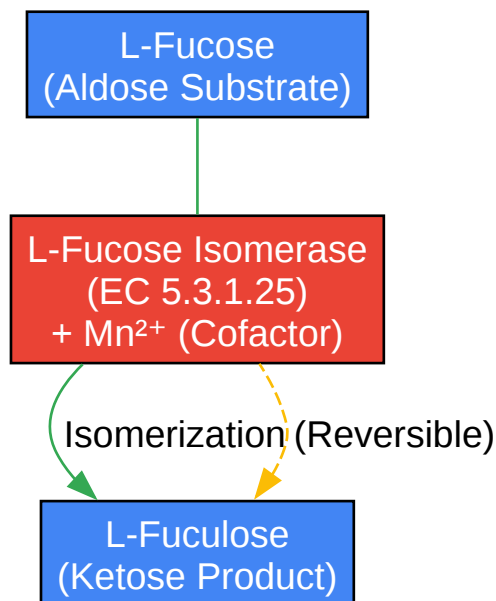 L-Fucose
(Aldose Substrate)
L-Fucose Isomerase
(EC 5.3.1.25)
+ Mn²⁺ (Cofactor)
Isomerization (Reversible)
L-Fuculose
(Ketose Product)